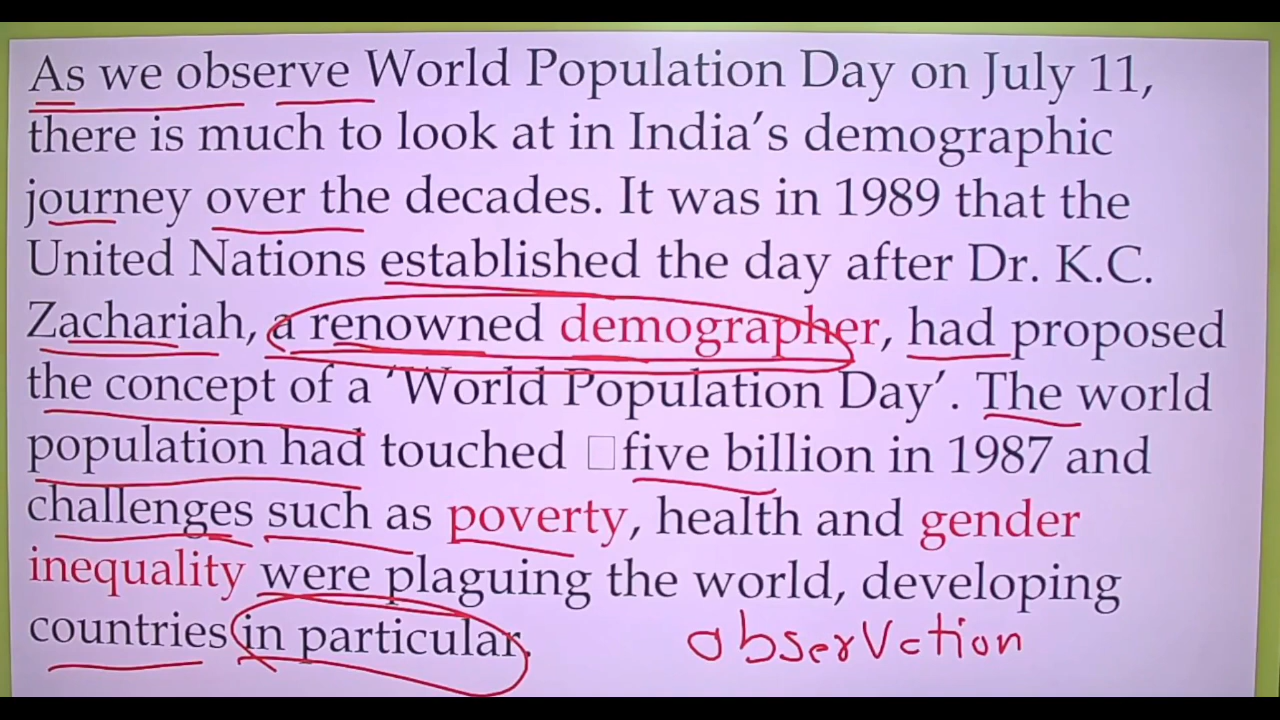 As we observe World Population Day on July 11,
there is much to look at in India’s demographic
journey over the decades. It was in 1989 that the
United Nations established the day after Dr. K.C.
Zachariah, a renowned demographer, had proposed
the concept of a ‘World Population Day’. The world
population had touched □five billion in 1987 and
challenges such as poverty, health and gender
inequality were plaguing the world, developing
countries in particular.
observation